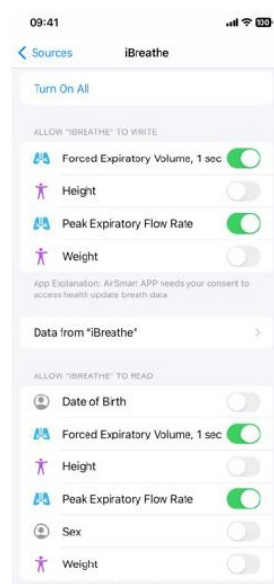 09:41
100
Sources
iBreathe
Turn On All
ALLOW "IBREATHE" TO WRITE
Forced Expiratory Volume, 1 sec
Height
Peak Expiratory Flow Rate
Weight
App Explanation: AirSmart APP needs your consent to
access health update breath data
Data from "iBreathe"
ALLOW "IBREATHE" TO READ
Date of Birth
Forced Expiratory Volume, 1 sec
Height
Peak Expiratory Flow Rate
Sex
Weight